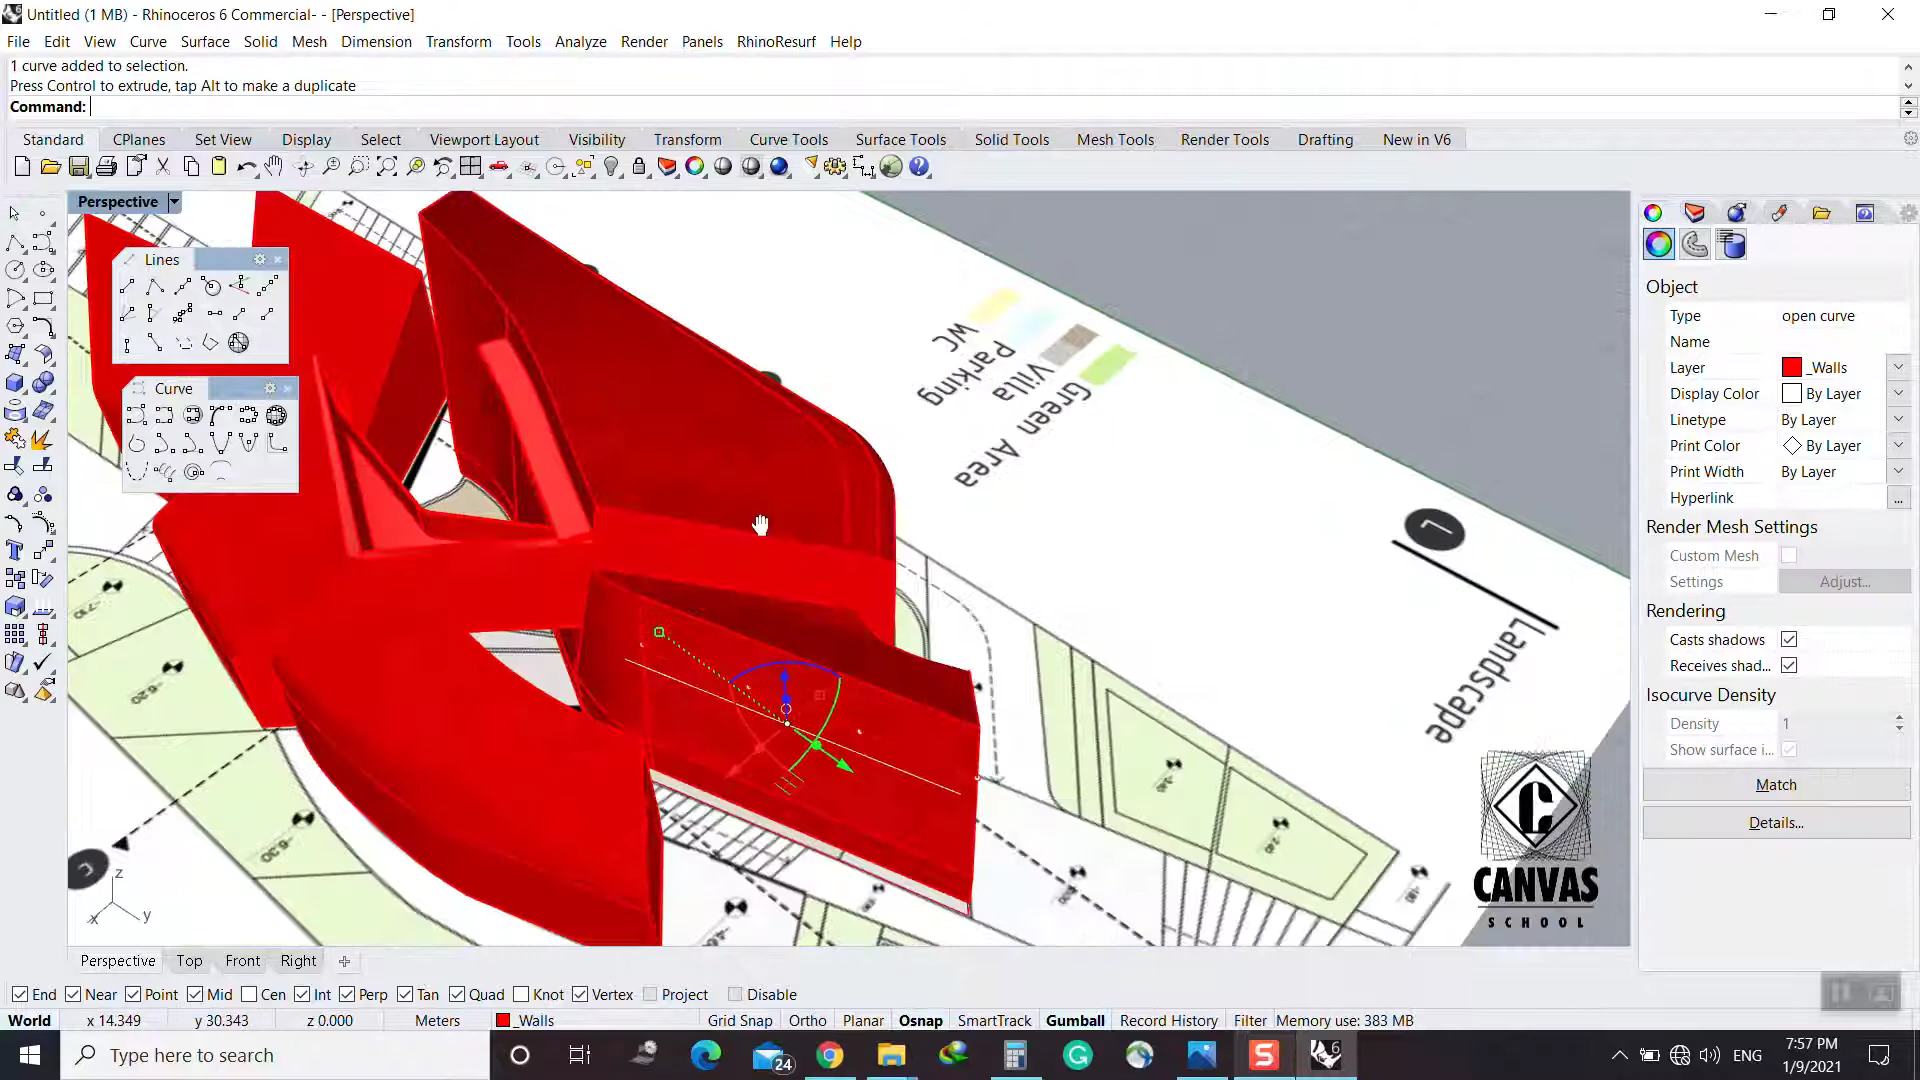 Untitled (1 MB) - Rhinoceros 6 Commercial- - [Perspective]
File Edit View Curve Surface Solid Mesh Dimension Transform Tools Analyze Render Panels RhinoResurf Help
1 curve added to selection.
Press Control to extrude, tap Alt to make a duplicate
Command:
Standard CPlanes Set View Display Select Viewport Layout Visibility Transform Curve Tools Surface Tools Solid Tools Mesh Tools Render Tools Drafting New in V6
Perspective
Lines
Curve
WC
Parking
Villa
Green Area
Landscape
CANVAS
SCHOOL
z
x
y
Object
Type open curve
Name
Layer _Walls
Display Color By Layer
Linetype By Layer
Print Color By Layer
Print Width By Layer
Hyperlink ...
Render Mesh Settings
Custom Mesh
Settings Adjust...
Rendering
Casts shadows
Receives shad...
Isocurve Density
Density 1
Show surface i...
Match
Details...
Perspective Top Front Right
End Near Point Mid Cen Int Perp Tan Quad Knot Vertex Project Disable
World x 14.349 y 30.343 z 0.000 Meters _Walls Grid Snap Ortho Planar Osnap SmartTrack Gumball Record History Filter Memory use: 383 MB
Type here to search
24
ENG
7:57 PM
1/9/2021